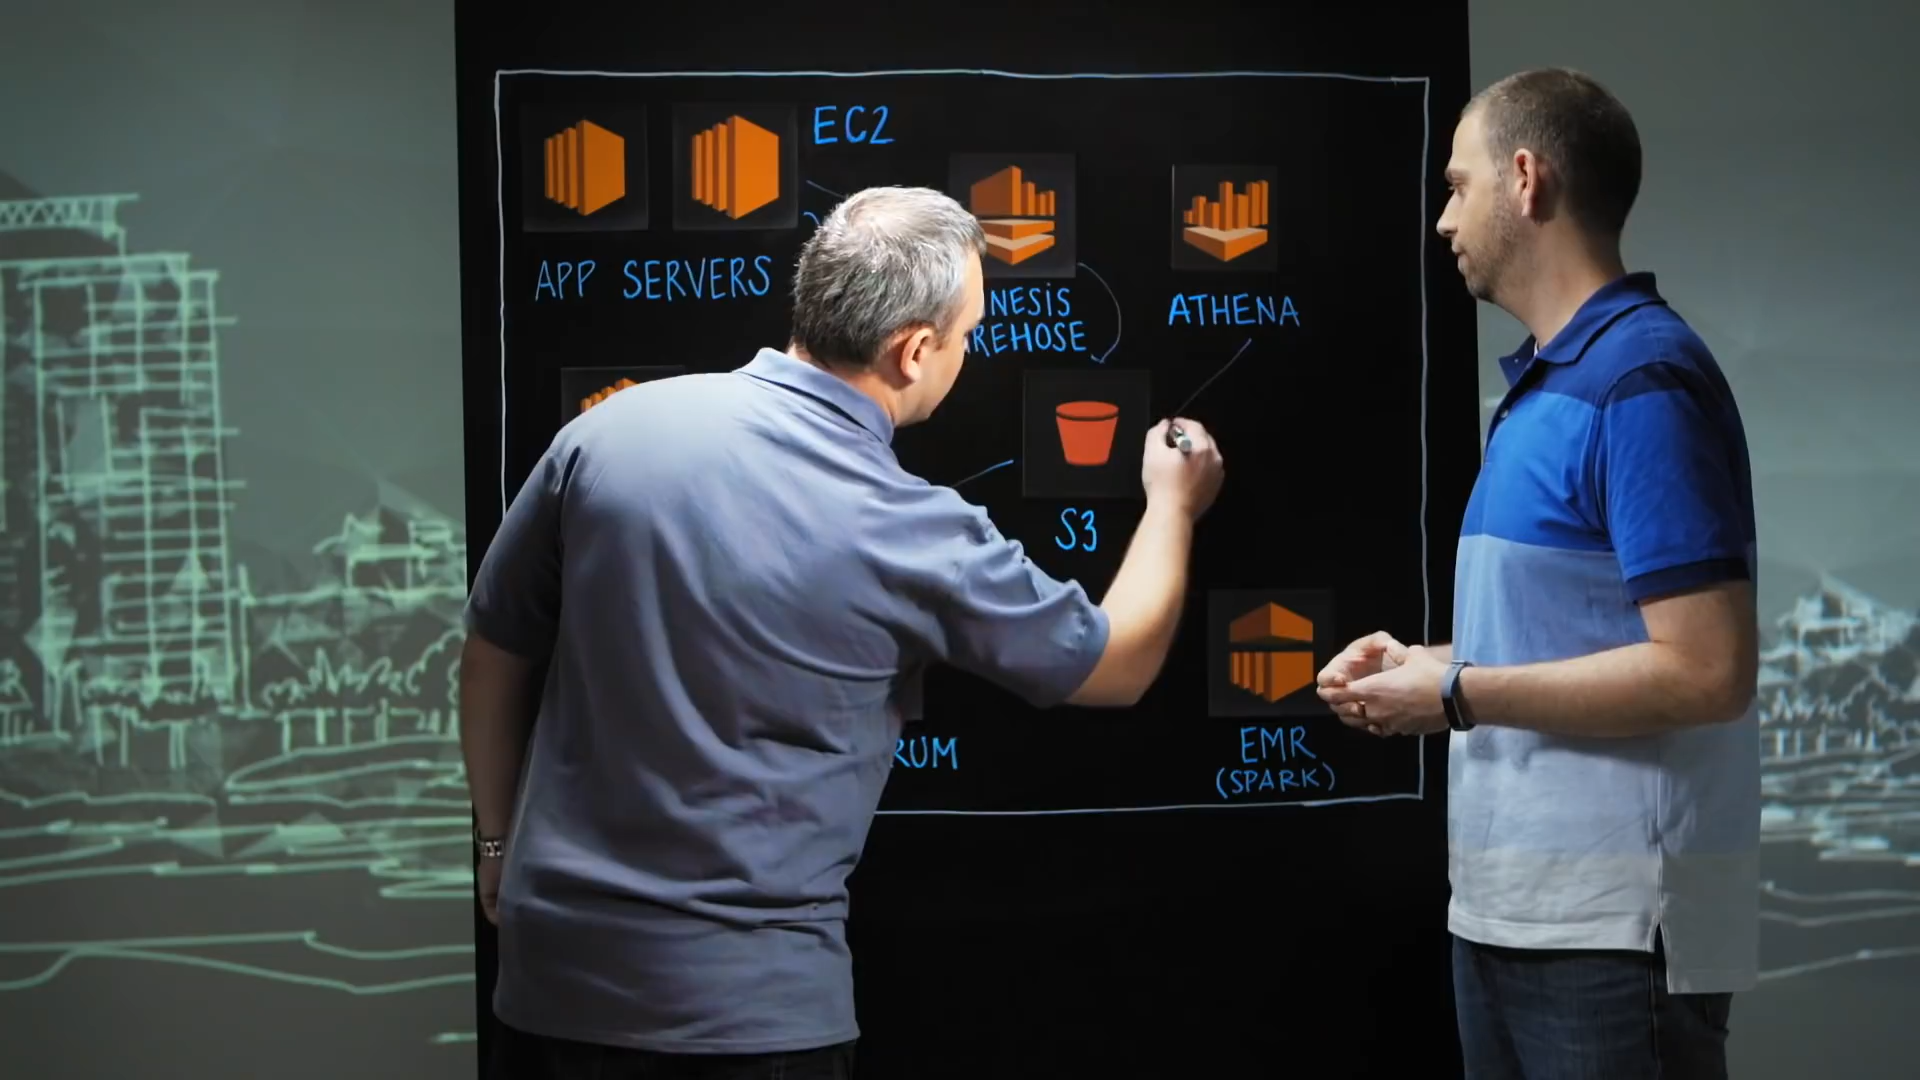 EC2
APP SERVERS
NESIS
REHOSE
ATHENA
S3
RUM
EMR
(SPARK)